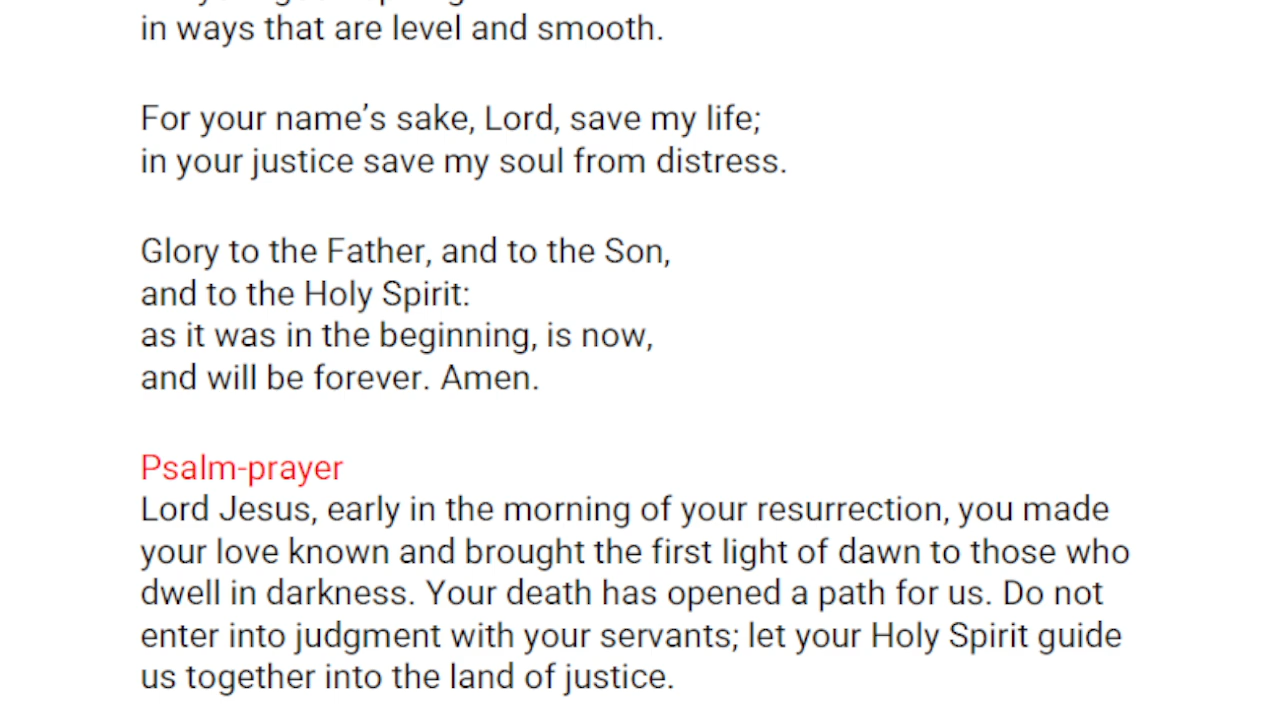 in ways that are level and smooth.
For your name’s sake, Lord, save my life;
in your justice save my soul from distress.
Glory to the Father, and to the Son,
and to the Holy Spirit:
as it was in the beginning, is now,
and will be forever. Amen.
Psalm-prayer
Lord Jesus, early in the morning of your resurrection, you made
your love known and brought the first light of dawn to those who
dwell in darkness. Your death has opened a path for us. Do not
enter into judgment with your servants; let your Holy Spirit guide
us together into the land of justice.